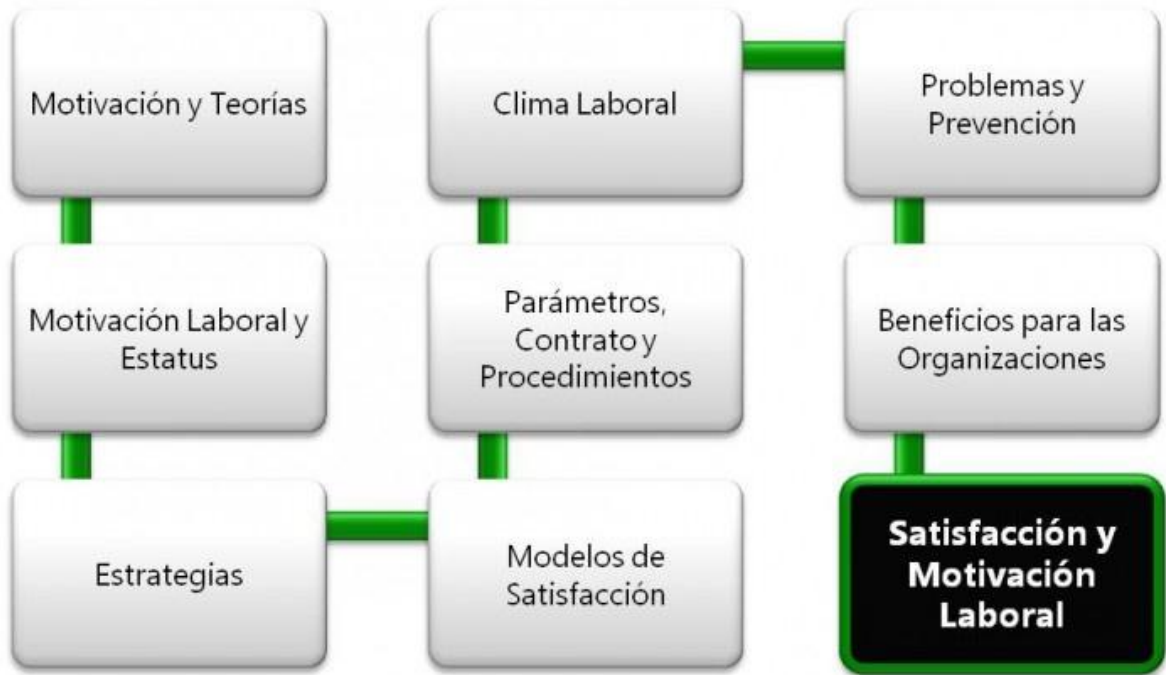 Motivación y Teorías
Motivación Laboral y
Estatus
Estrategias
Modelos de
Satisfacción
Parámetros,
Contrato y
Procedimientos
Clima Laboral
Problemas y
Prevención
Beneficios para las
Organizaciones
Satisfacción y
Motivación
Laboral